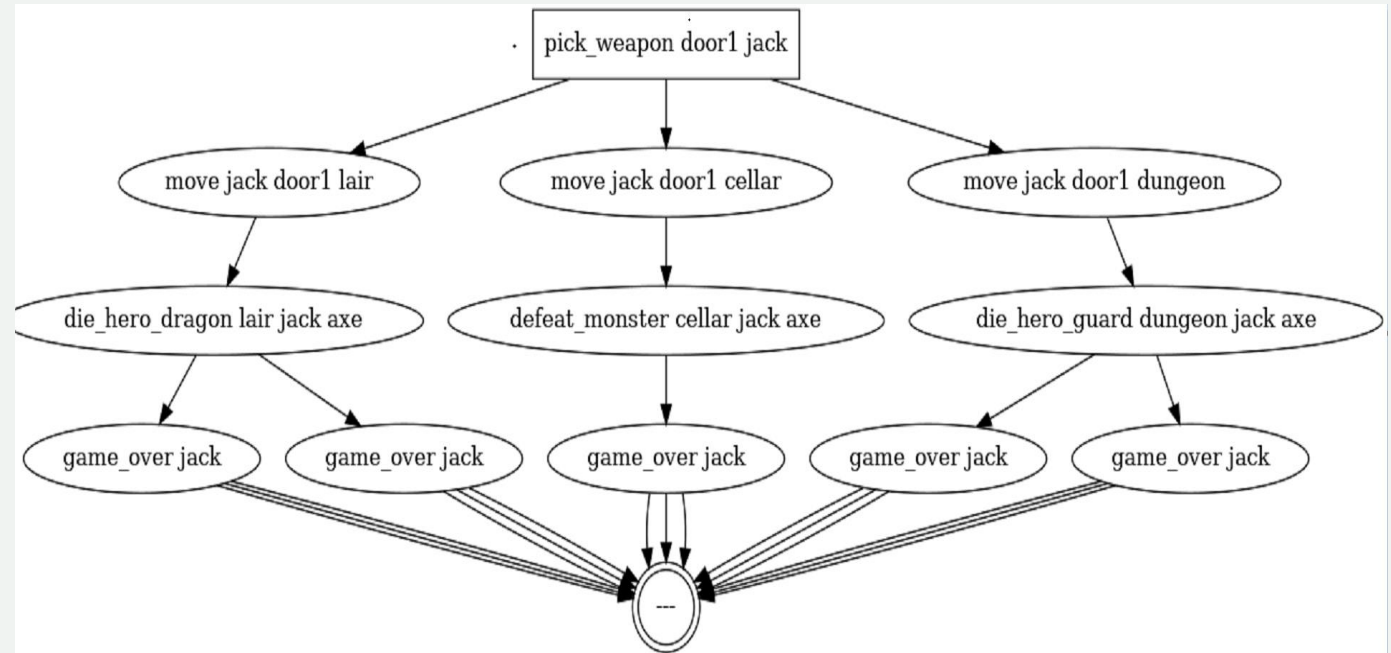 pick_weapon door1 jack
move jack door1 lair
move jack door1 cellar
move jack door1 dungeon
die_hero_dragon lair jack axe
defeat_monster cellar jack axe
die_hero_guard dungeon jack axe
game_over jack
game_over jack
game_over jack
game_over jack
game_over jack
---